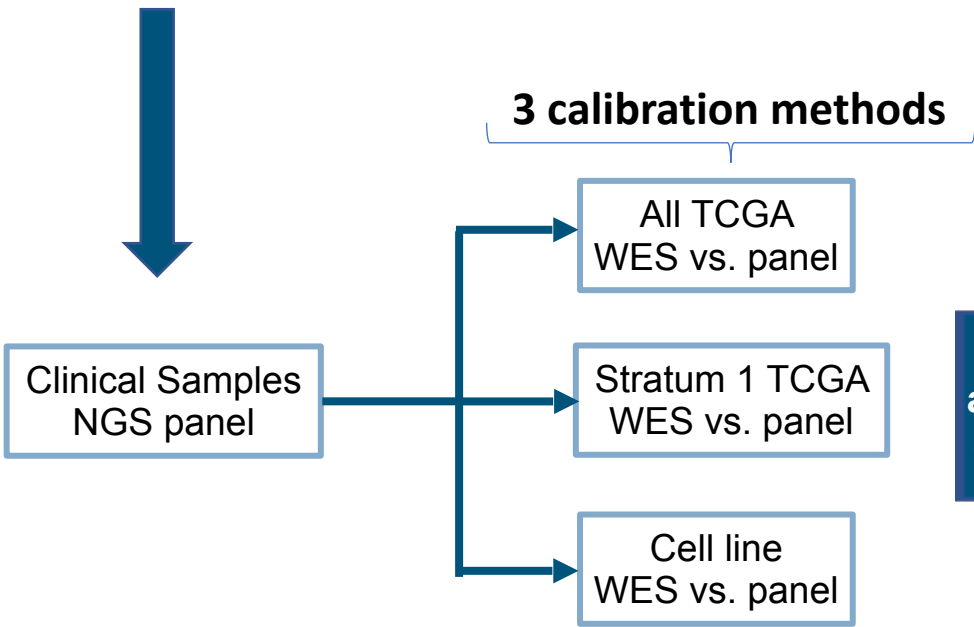 3 calibration methods
All TCGA
WES vs. panel
Clinical Samples
NGS panel
Stratum 1 TCGA
WES vs. panel
Cell line
WES vs. panel